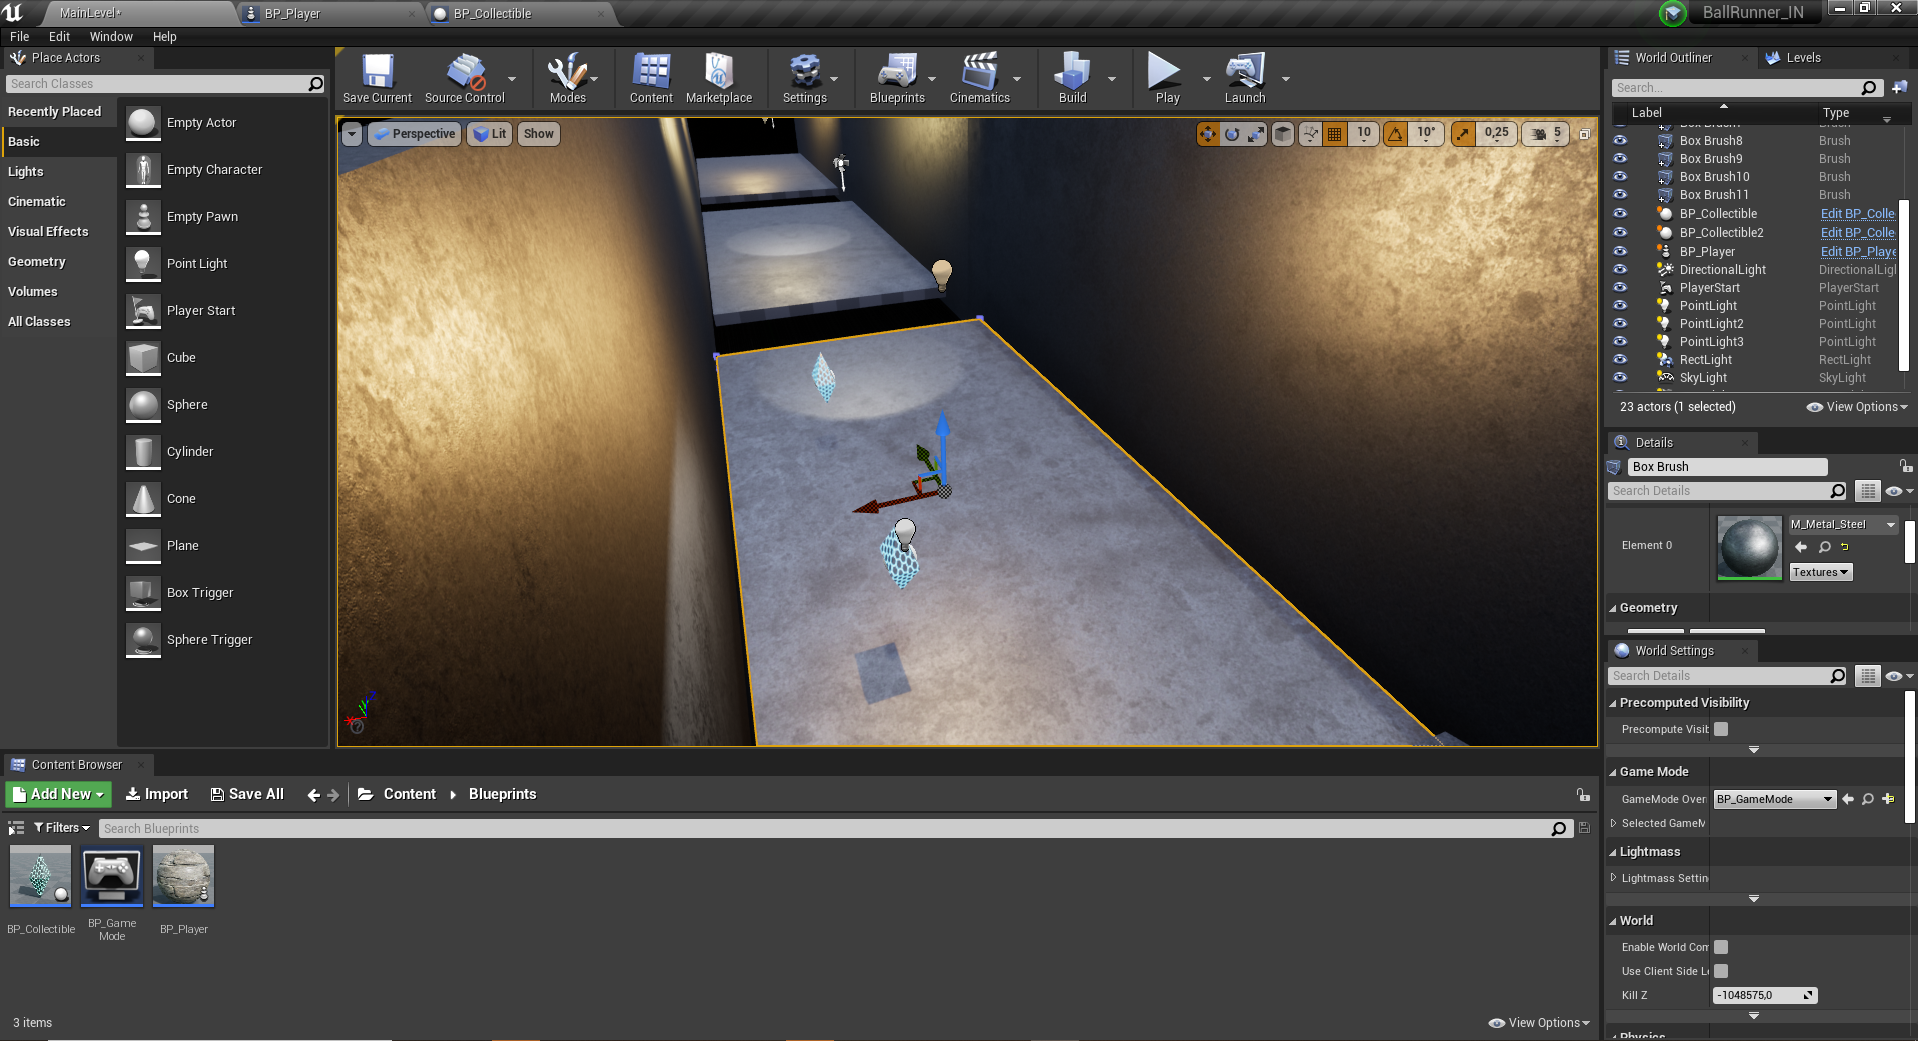 MainLevel*
BP_Player
BP_Collectible
BallRunner_IN
File
Edit
Window
Help
Place Actors
Search Classes
Recently Placed
Basic
Lights
Cinematic
Visual Effects
Geometry
Volumes
All Classes
Empty Actor
Empty Character
Empty Pawn
Point Light
Player Start
Cube
Sphere
Cylinder
Cone
Plane
Box Trigger
Sphere Trigger
Save Current
Source Control
Modes
Content
Marketplace
Settings
Blueprints
Cinematics
Build
Play
Launch
Perspective
Lit
Show
10
10°
0,25
5
World Outliner
Levels
Search...
Label
Type
Box Brush8
Brush
Box Brush9
Brush
Box Brush10
Brush
Box Brush11
Brush
BP_Collectible
Edit BP_Colle
BP_Collectible2
Edit BP_Colle
BP_Player
Edit BP_Playe
DirectionalLight
DirectionalLigh
PlayerStart
PlayerStart
PointLight
PointLight
PointLight2
PointLight
PointLight3
PointLight
RectLight
RectLight
SkyLight
SkyLight
23 actors (1 selected)
View Options
Details
Box Brush
Search Details
Element 0
M_Metal_Steel
Textures
Geometry
World Settings
Search Details
Precomputed Visibility
Precompute Visib
Game Mode
GameMode Over
BP_GameMode
Selected GameM
Lightmass
Lightmass Settin
World
Enable World Com
Use Client Side Le
Kill Z
-1048575,0
Physics
Content Browser
Add New
Import
Save All
Content
Blueprints
Filters
Search Blueprints
BP_Collectible
BP_Game
Mode
BP_Player
3 items
View Options